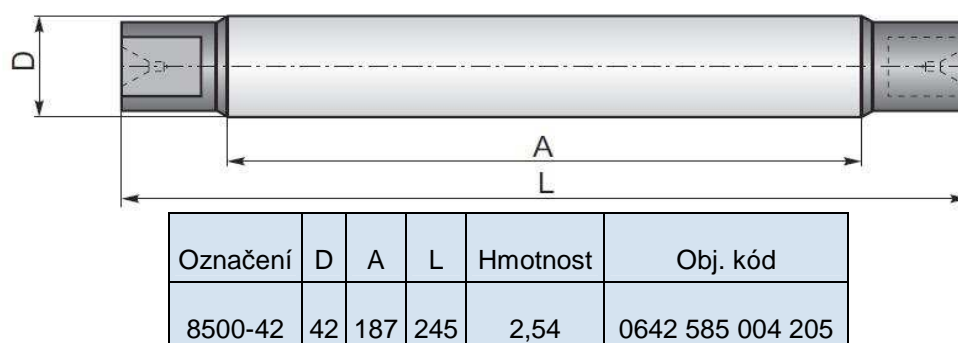 D
A
L
Označení D A L Hmotnost Obj. kód
8500-42 42 187 245 2,54 0642 585 004 205